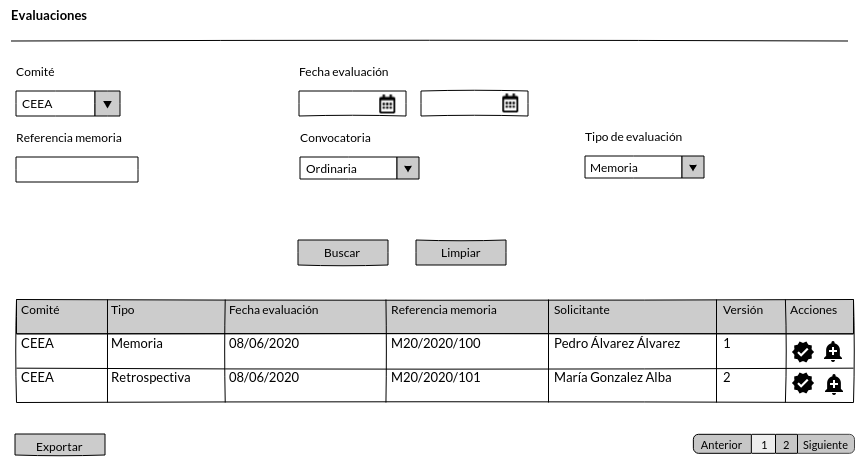 Evaluaciones
Comité Fecha evaluación
CEEA
Referencia memoria Convocatoria Tipo de evaluación
Ordinaria Memoria
Buscar Limpiar
Comité Tipo Fecha evaluación Referencia memoria Solicitante Versión Acciones
CEEA Memoria 08/06/2020 M20/2020/100 Pedro Álvarez Álvarez 1
CEEA Retrospectiva 08/06/2020 M20/2020/101 María Gonzalez Alba 2
Exportar Anterior 1 2 Siguiente